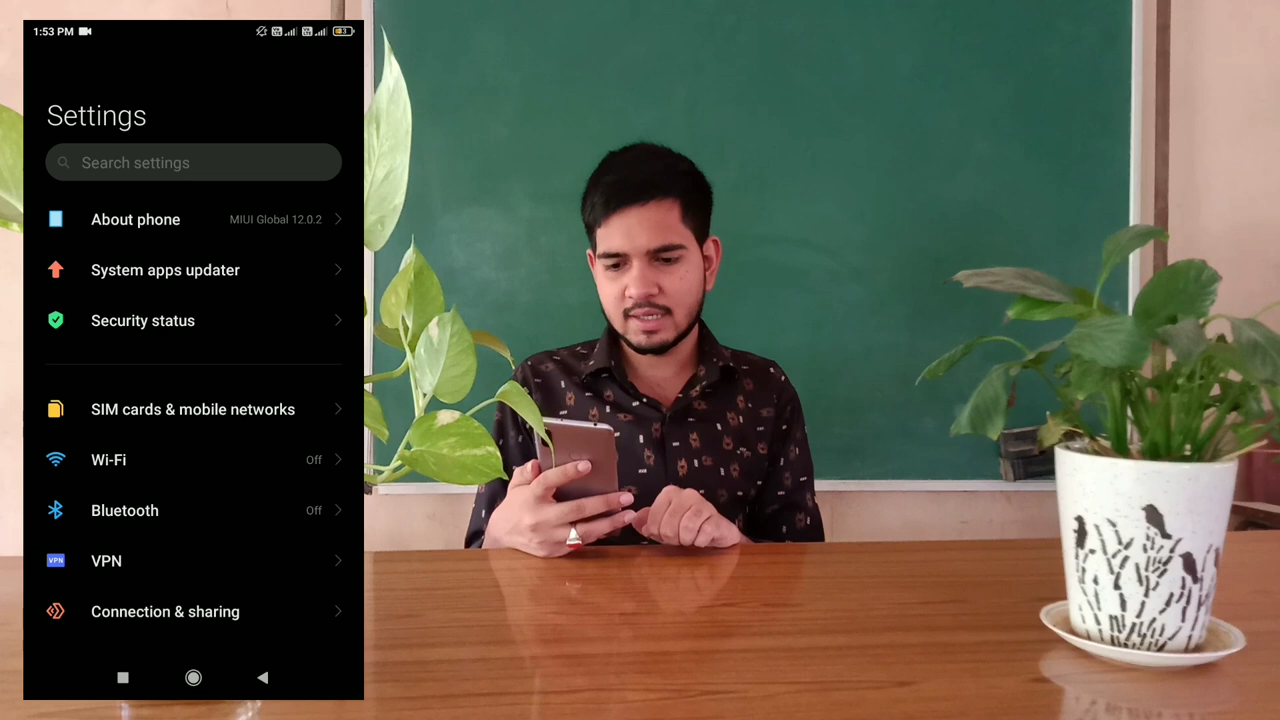 1:53 PM
Settings
Search settings
About phone MIUI Global 12.0.2
System apps updater
Security status
SIM cards & mobile networks
Wi-Fi Off
Bluetooth Off
VPN VPN
Connection & sharing